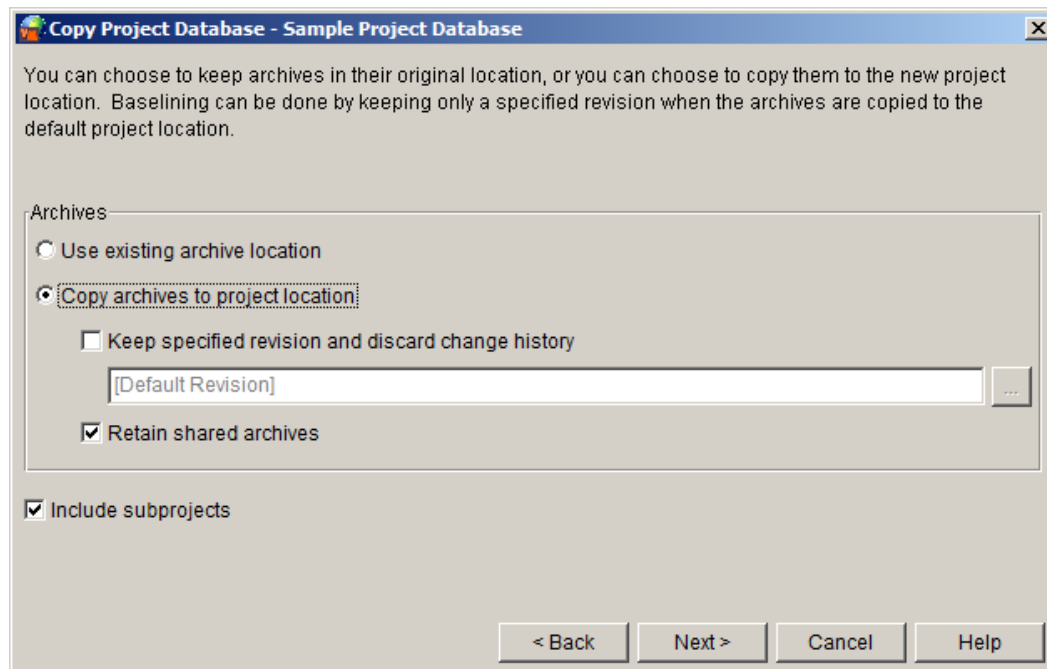 Copy Project Database - Sample Project Database
You can choose to keep archives in their original location, or you can choose to copy them to the new project
location.  Baselining can be done by keeping only a specified revision when the archives are copied to the
default project location.
Archives
Use existing archive location
Copy archives to project location
Keep specified revision and discard change history
[Default Revision]
...
Retain shared archives
Include subprojects
< Back
Next >
Cancel
Help